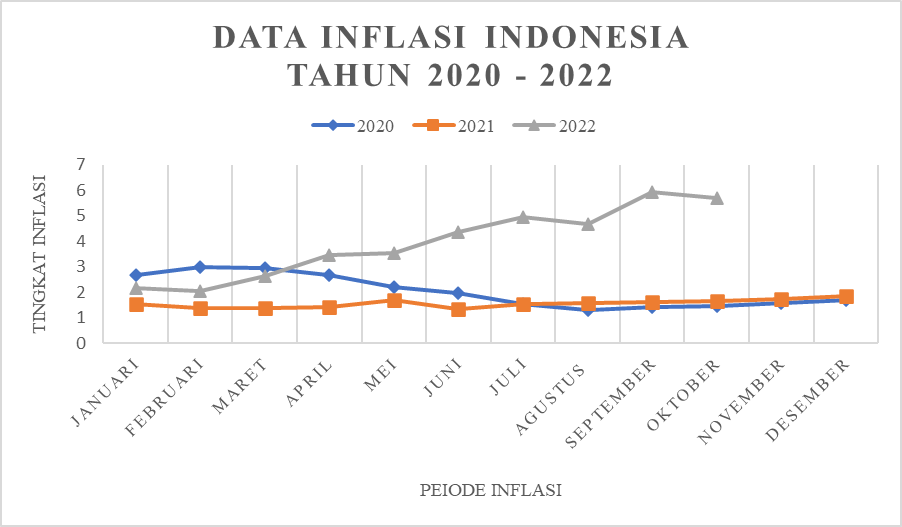 DATA INFLASI INDONESIA
TAHUN 2020 - 2022
2020 2021 2022
TINGKAT INFLASI
7
6
5
4
3
2
1
0
JANUARI
FEBRUARI
MARET
APRIL
MEI
JUNI
JULI
AGUSTUS
SEPTEMBER
OKTOBER
NOVEMBER
DESEMBER
PEIODE INFLASI